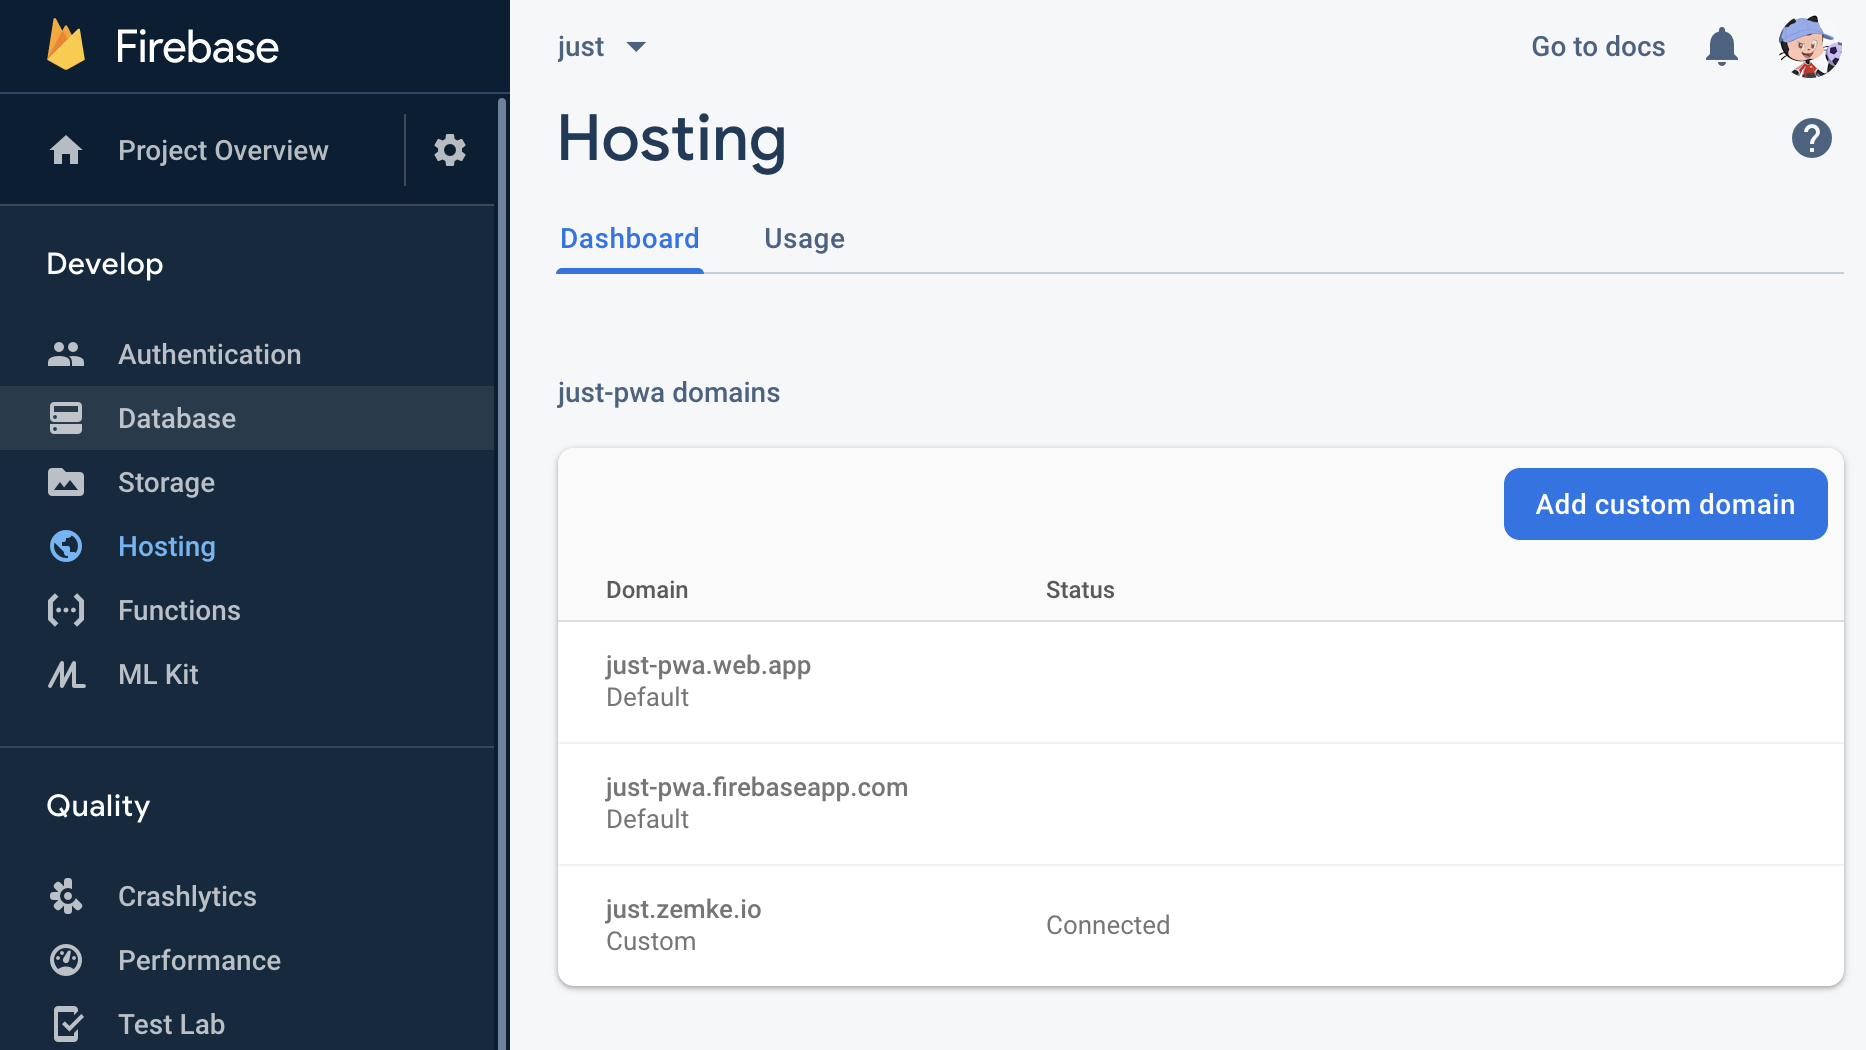 Firebase
Project Overview
Develop
Authentication
Database
Storage
Hosting
Functions
ML Kit
Quality
Crashlytics
Performance
Test Lab
just
Go to docs
Hosting
Dashboard Usage
just-pwa domains
Add custom domain
Domain Status
just-pwa.web.app
Default
just-pwa.firebaseapp.com
Default
just.zemke.io
Custom
Connected